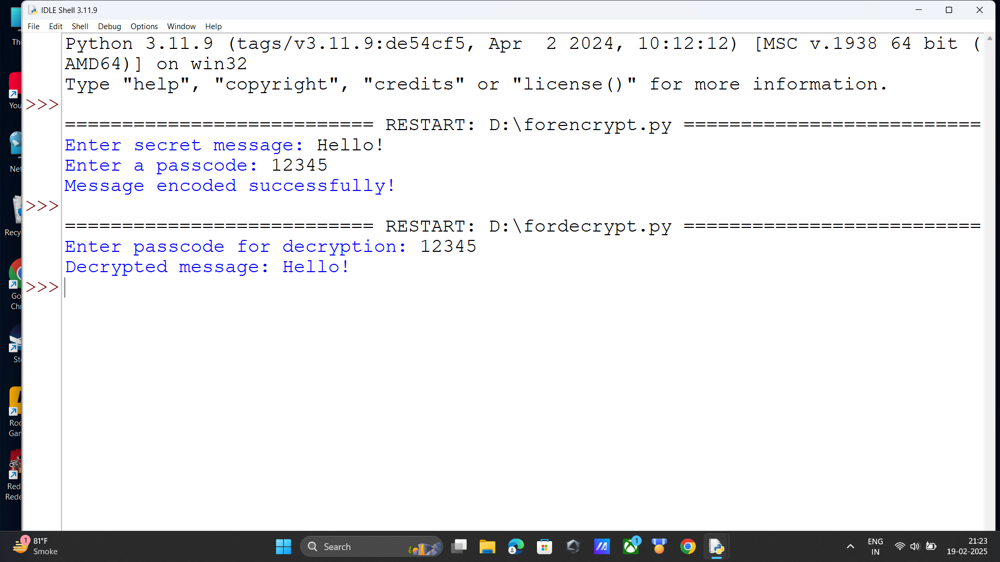 IDLE Shell 3.11.9
File Edit Shell Debug Options Window Help
Python 3.11.9 (tags/v3.11.9:de54cf5, Apr  2 2024, 10:12:12) [MSC v.1938 64 bit (
AMD64)] on win32
Type "help", "copyright", "credits" or "license()" for more information.
>>>
=========================== RESTART: D:\forencrypt.py ==========================
Enter secret message: Hello!
Enter a passcode: 12345
Message encoded successfully!
>>>
=========================== RESTART: D:\fordecrypt.py ==========================
Enter passcode for decryption: 12345
Decrypted message: Hello!
>>>
Thi
You
Net
Recy
Go
Chr
St
Roc
Gam
Red
Rede
1
81°F
Smoke
Search
1
ENG
IN
21:23
19-02-2025